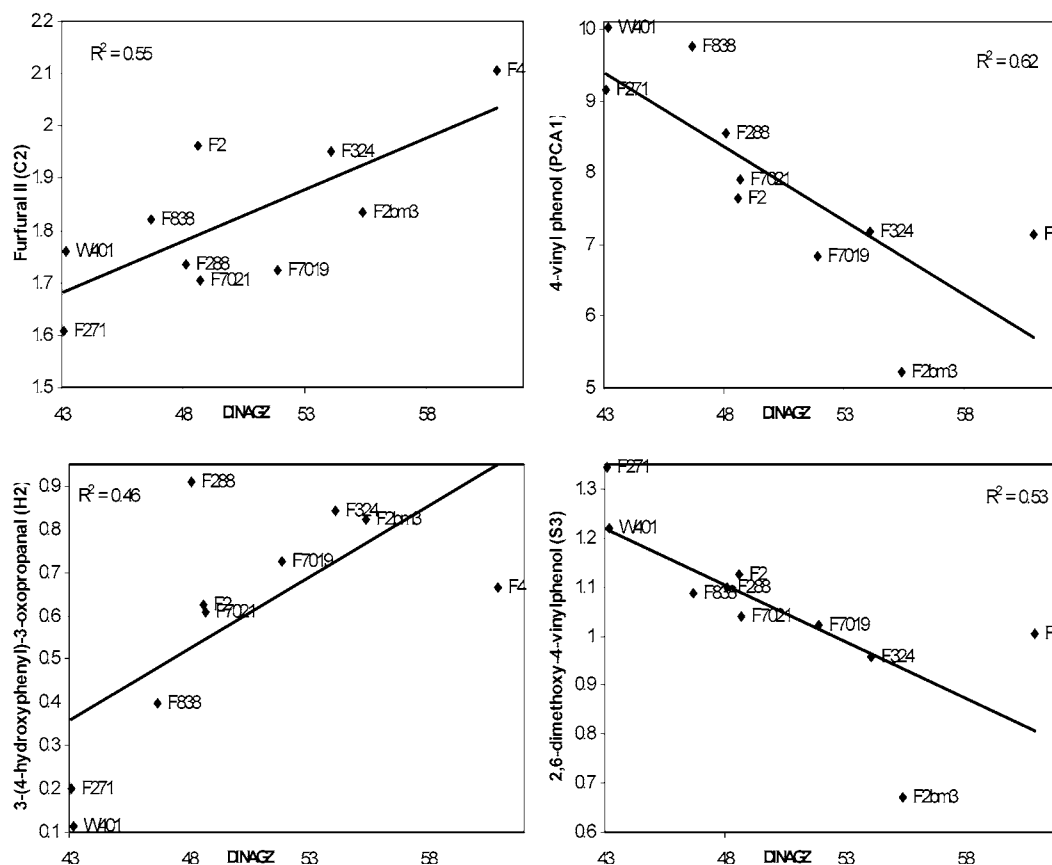 2.2
2.1
2
1.9
1.8
1.7
1.6
1.5
Furfural II (C2)
R² = 0.55
F4
F2
F324
F838
F2bm3
W401
F288
F7019
F7021
F271
43
48
DINAGZ
53
58
10
9
8
7
6
5
4-vinyl phenol (PCA1)
W401
F838
R² = 0.62
F271
F288
F7021
F2
F324
F
F7019
F2bm3
43
48
DINAGZ
53
58
0.9
0.8
0.7
0.6
0.5
0.4
0.3
0.2
0.1
3-(4-hydroxyphenyl)-3-oxopropanal (H2)
R² = 0.46
F288
F324
F2bm3
F7019
F4
F2
F7021
F838
F271
W401
43
48
DINAGZ
53
58
1.3
1.2
1.1
1
0.9
0.8
0.7
0.6
2,6-dimethoxy-4-vinylphenol (S3)
F271
R² = 0.53
W401
F2
F288
F838
F7021
F7019
F
F324
F2bm3
43
48
DINAGZ
53
58